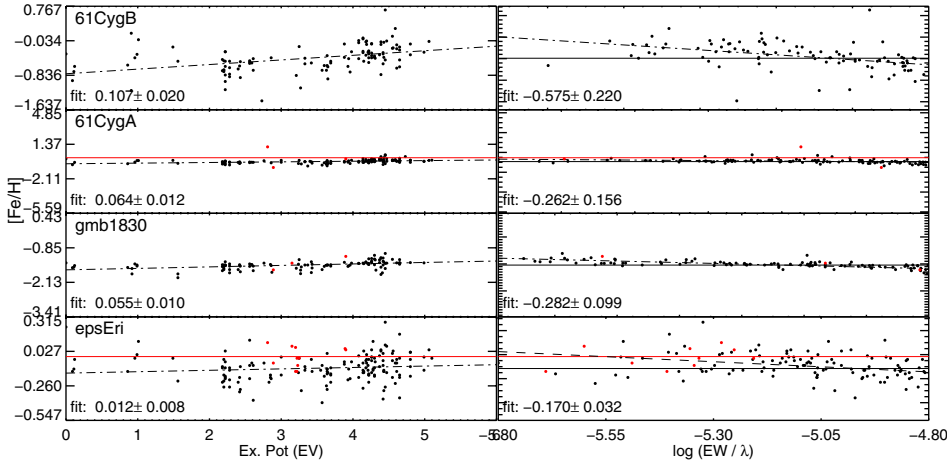 0.767
61CygB
−0.034
−0.836
−1.637
fit: 0.107± 0.020
fit: −0.575± 0.220
4.85
61CygA
1.37
−2.11
−5.59
fit: 0.064± 0.012
fit: −0.262± 0.156
[Fe/H]
0.43
gmb1830
−0.85
−2.13
−3.41
fit: 0.055± 0.010
fit: −0.282± 0.099
0.315
epsEri
0.027
−0.260
−0.547
fit: 0.012± 0.008
fit: −0.170± 0.032
0 1 2 3 4 5 −5.80 −5.55 −5.30 −5.05 −4.80
Ex. Pot (EV) log (EW / λ)